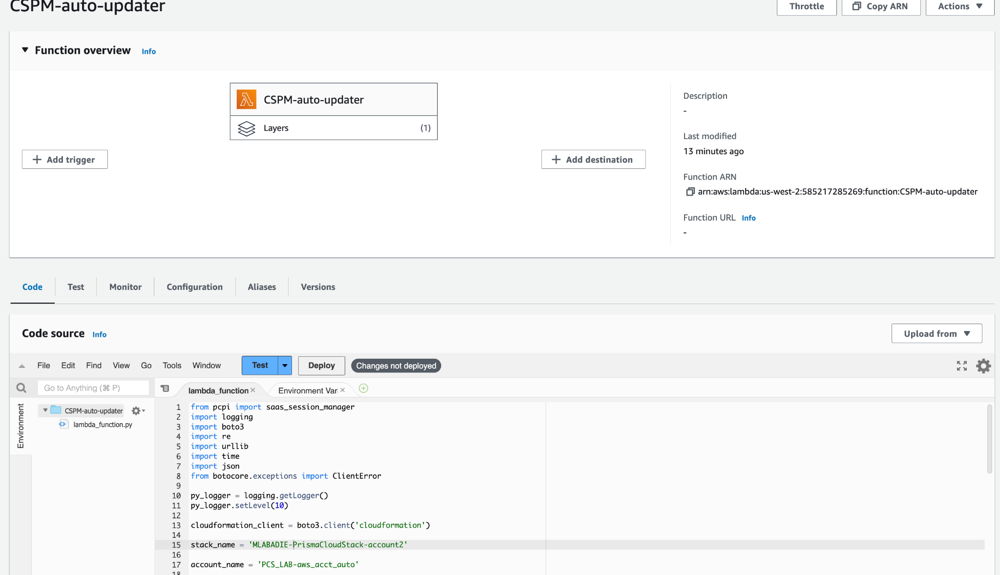 CSPM-auto-updater
Throttle
Copy ARN
Actions
Function overview Info
CSPM-auto-updater
Layers (1)
Add trigger
Add destination
Description
-
Last modified
13 minutes ago
Function ARN
arn:aws:lambda:us-west-2:585217285269:function:CSPM-auto-updater
Function URL Info
-
Code
Test
Monitor
Configuration
Aliases
Versions
Code source Info
Upload from
File Edit Find View Go Tools Window
Test
Deploy
Changes not deployed
Go to Anything (⌘ P)
lambda_function
Environment Vari
Environment
CSPM-auto-updater
lambda_function.py
1 from pcpi import saas_session_manager
2 import logging
3 import boto3
4 import re
5 import urllib
6 import time
7 import json
8 from botocore.exceptions import ClientError
9
10 py_logger = logging.getLogger()
11 py_logger.setLevel(10)
12
13 cloudformation_client = boto3.client('cloudformation')
14
15 stack_name = 'MLABADIE-PrismaCloudStack-account2'
16
17 account_name = 'PCS_LAB-aws_acct_auto'
18